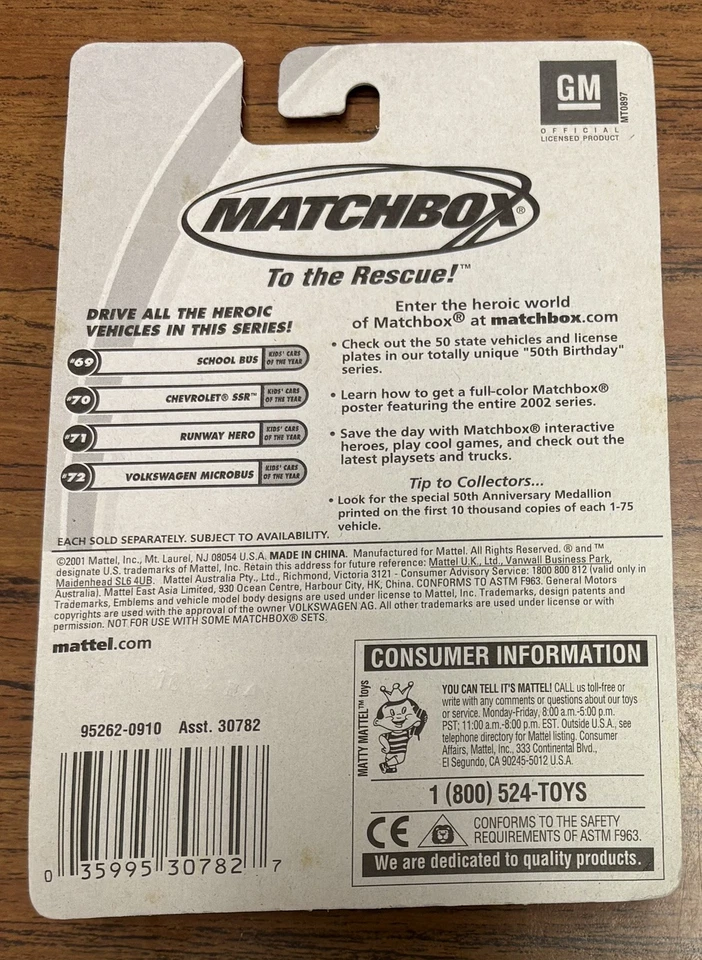 GM
OFFICIAL
LICENSED PRODUCT
MT0897
MATCHBOX®
To the Rescue!™
DRIVE ALL THE HEROIC
VEHICLES IN THIS SERIES!
#69 SCHOOL BUS KIDS' CARS OF THE YEAR
#70 CHEVROLET® SSR™ KIDS' CARS OF THE YEAR
#71 RUNWAY HERO KIDS' CARS OF THE YEAR
#72 VOLKSWAGEN MICROBUS KIDS' CARS OF THE YEAR
Enter the heroic world
of Matchbox® at matchbox.com
• Check out the 50 state vehicles and license
plates in our totally unique "50th Birthday"
series.
• Learn how to get a full-color Matchbox®
poster featuring the entire 2002 series.
• Save the day with Matchbox® interactive
heroes, play cool games, and check out the
latest playsets and trucks.
Tip to Collectors...
• Look for the special 50th Anniversary Medallion
printed on the first 10 thousand copies of each 1-75
vehicle.
EACH SOLD SEPARATELY. SUBJECT TO AVAILABILITY.
©2001 Mattel, Inc., Mt. Laurel, NJ 08054 U.S.A. MADE IN CHINA. Manufactured for Mattel. All Rights Reserved. ® and ™
designate U.S. trademarks of Mattel, Inc. Retain this address for future reference: Mattel U.K., Ltd., Vanwall Business Park,
Maidenhead SL6 4UB. Mattel Australia Pty., Ltd., Richmond, Victoria 3121 - Consumer Advisory Service: 1800 800 812 (valid only in
Australia). Mattel East Asia Limited, 930 Ocean Centre, Harbour City, HK, China. CONFORMS TO ASTM F963. General Motors
Trademarks, Emblems and vehicle model body designs are used under license to Mattel, Inc. Trademarks, design patents and
copyrights are used with the approval of the owner VOLKSWAGEN AG. All other trademarks are used under license or with
permission. NOT FOR USE WITH SOME MATCHBOX® SETS.
mattel.com
95262-0910 Asst. 30782
0 35995 30782 7
CONSUMER INFORMATION
MATTY MATTEL™ toys
YOU CAN TELL IT'S MATTEL! CALL us toll-free or
write with any comments or questions about our toys
or service. Monday-Friday, 8:00 a.m.-5:00 p.m.
PST; 11:00 a.m.-8:00 p.m. EST. Outside U.S.A., see
telephone directory for Mattel listing. Consumer
Affairs, Mattel, Inc., 333 Continental Blvd.,
El Segundo, CA 90245-5012 U.S.A.
1 (800) 524-TOYS
CE
CONFORMS TO THE SAFETY
REQUIREMENTS OF ASTM F963.
We are dedicated to quality products.